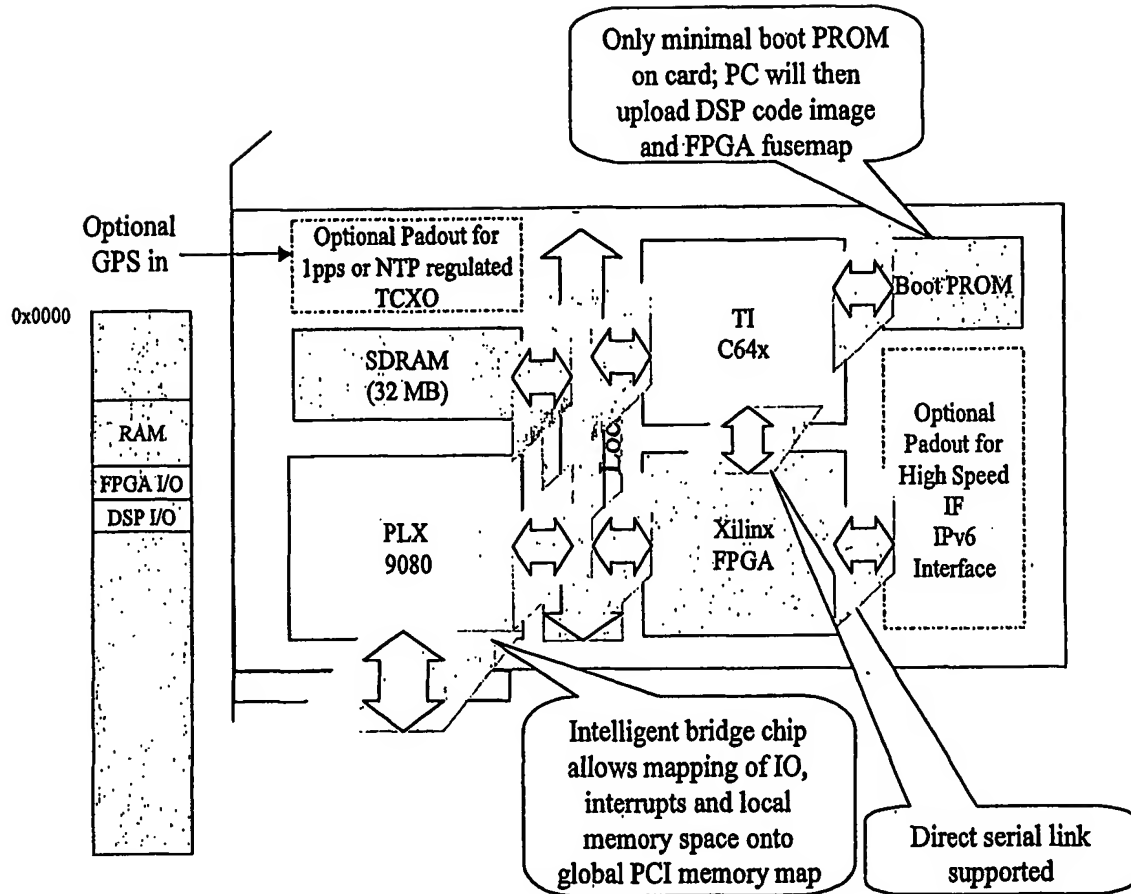 Only minimal boot PROM
on card; PC will then
upload DSP code image
and FPGA fusemap
Optional
GPS in
Optional Padout for
1pps or NTP regulated
TCXO
0x0000
RAM
FPGA I/O
DSP I/O
SDRAM
(32 MB)
PLX
9080
LOC
TI
C64x
Boot PROM
Xilinx
FPGA
Optional
Padout for
High Speed
IF
IPv6
Interface
Intelligent bridge chip
allows mapping of IO,
interrupts and local
memory space onto
global PCI memory map
Direct serial link
supported